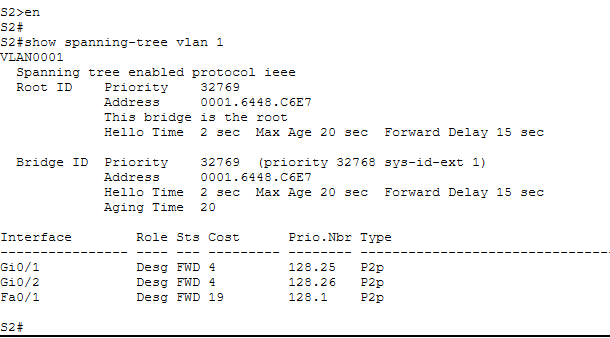 S2>en
S2#
S2#show spanning-tree vlan 1
VLAN0001
  Spanning tree enabled protocol ieee
  Root ID    Priority    32769
             Address     0001.6448.C6E7
             This bridge is the root
             Hello Time  2 sec  Max Age 20 sec  Forward Delay 15 sec

  Bridge ID  Priority    32769  (priority 32768 sys-id-ext 1)
             Address     0001.6448.C6E7
             Hello Time  2 sec  Max Age 20 sec  Forward Delay 15 sec
             Aging Time  20

Interface        Role Sts Cost      Prio.Nbr Type
---------------- ---- --- --------- -------- --------------------------------
Gi0/1            Desg FWD 4         128.25   P2p
Gi0/2            Desg FWD 4         128.26   P2p
Fa0/1            Desg FWD 19        128.1    P2p

S2#